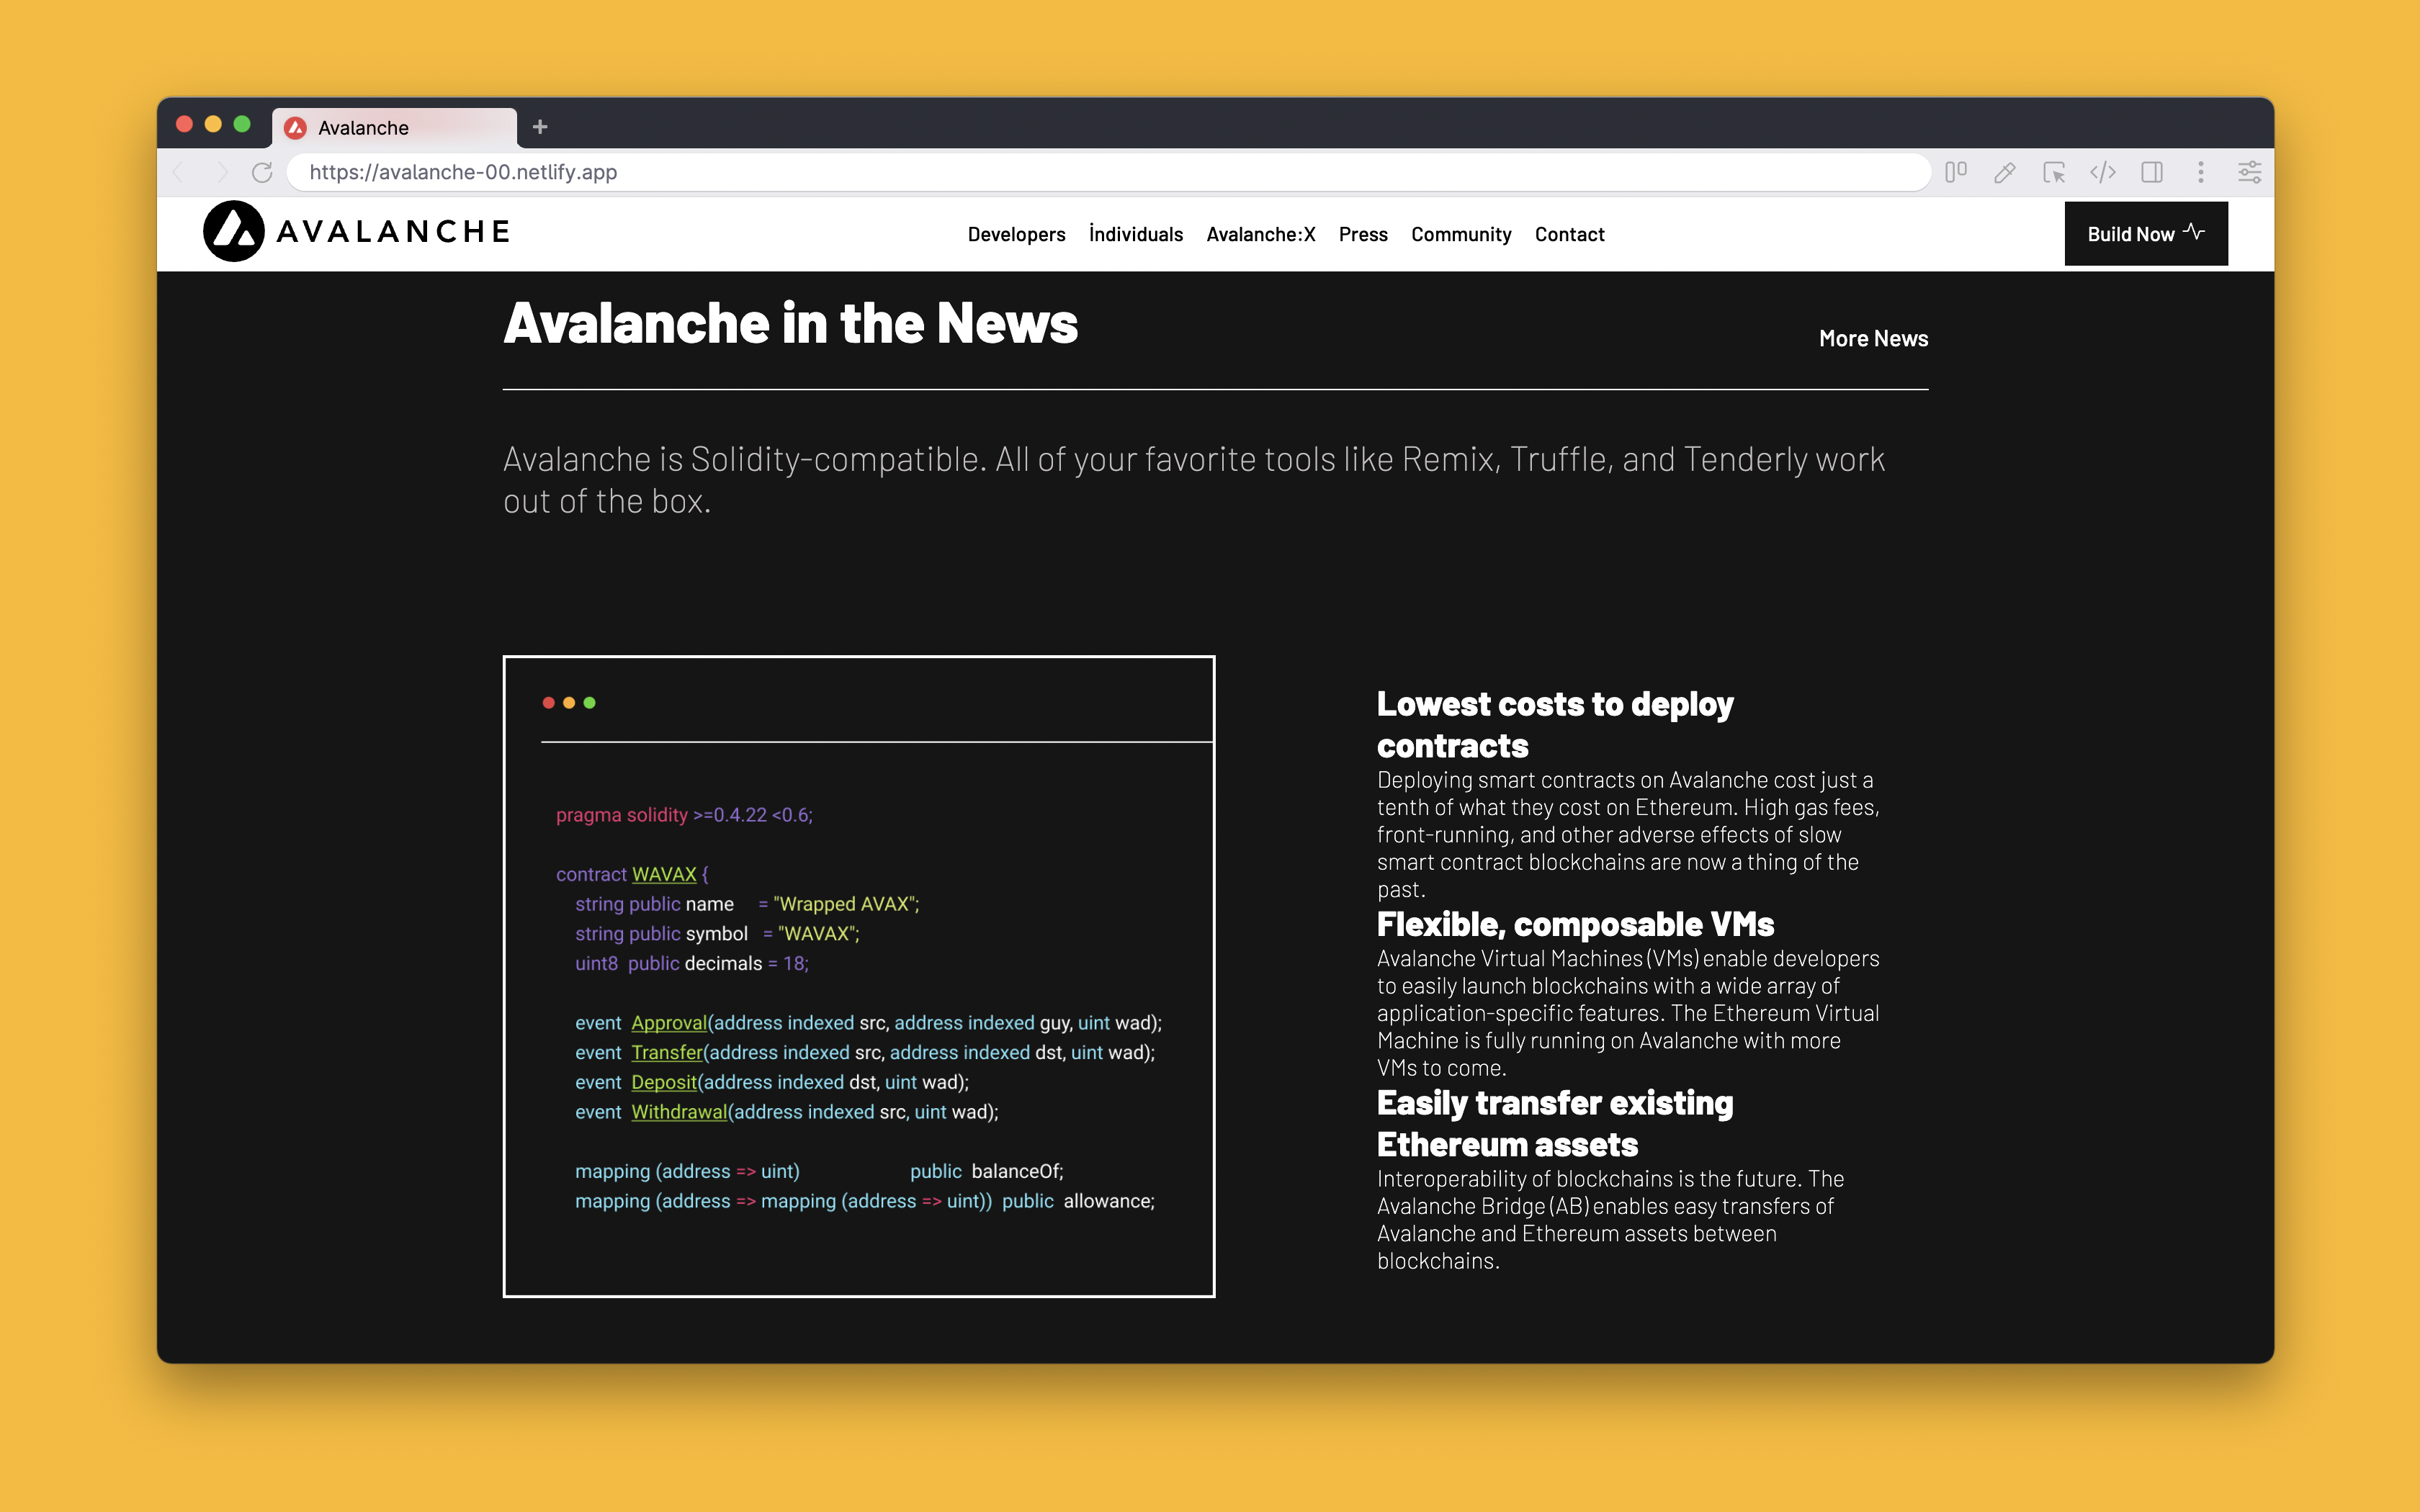 Avalanche
https://avalanche-00.netlify.app
AVALANCHE
Developers İndividuals Avalanche:X Press Community Contact
Build Now
Avalanche in the News
More News
Avalanche is Solidity-compatible. All of your favorite tools like Remix, Truffle, and Tenderly work
out of the box.
pragma solidity >=0.4.22 <0.6;
contract WAVAX {
string public name = "Wrapped AVAX";
string public symbol = "WAVAX";
uint8 public decimals = 18;
event Approval(address indexed src, address indexed guy, uint wad);
event Transfer(address indexed src, address indexed dst, uint wad);
event Deposit(address indexed dst, uint wad);
event Withdrawal(address indexed src, uint wad);
mapping (address => uint) public balanceOf;
mapping (address => mapping (address => uint)) public allowance;
Lowest costs to deploy
contracts
Deploying smart contracts on Avalanche cost just a
tenth of what they cost on Ethereum. High gas fees,
front-running, and other adverse effects of slow
smart contract blockchains are now a thing of the
past.
Flexible, composable VMs
Avalanche Virtual Machines (VMs) enable developers
to easily launch blockchains with a wide array of
application-specific features. The Ethereum Virtual
Machine is fully running on Avalanche with more
VMs to come.
Easily transfer existing
Ethereum assets
Interoperability of blockchains is the future. The
Avalanche Bridge (AB) enables easy transfers of
Avalanche and Ethereum assets between
blockchains.